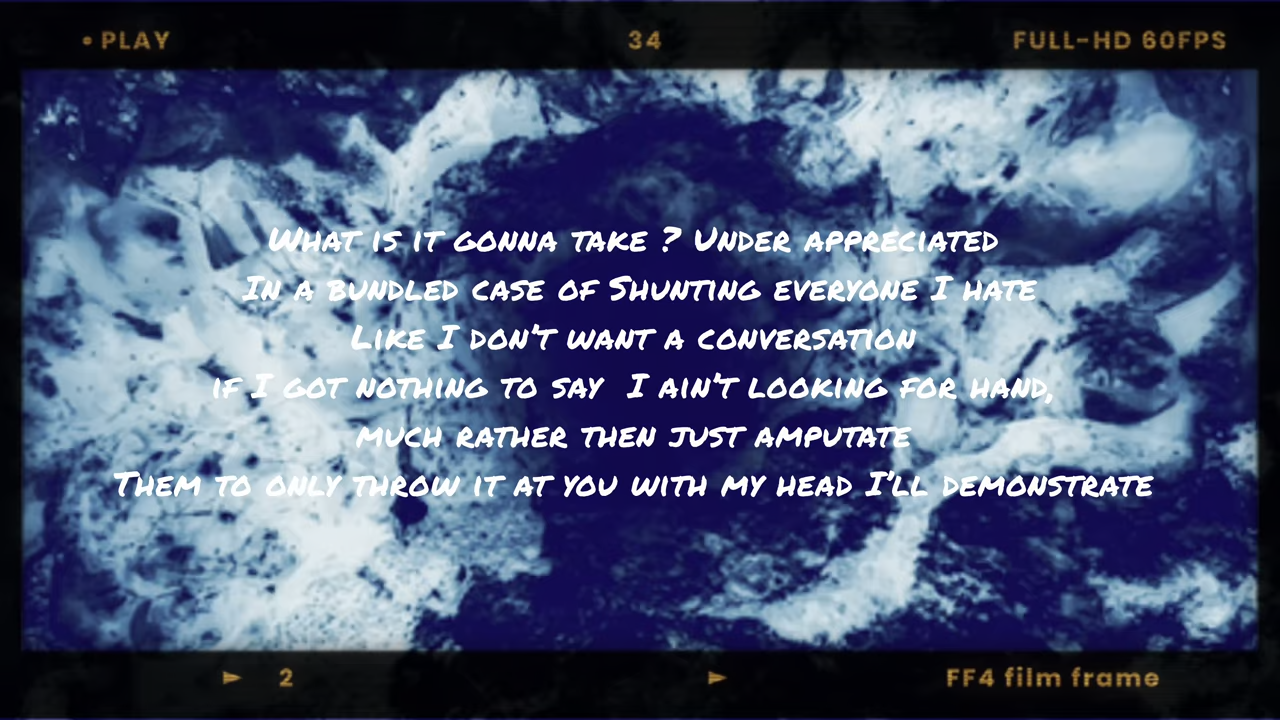 • PLAY 34 FULL-HD 60FPS
What is it gonna take ? Under appreciated
In a bundled case of Shunting everyone I hate
Like I don't want a conversation
if I got nothing to say I ain't looking for hand,
much rather then just amputate
Them to only throw it at you with my head I'll demonstrate
► 2 ► FF4 film frame